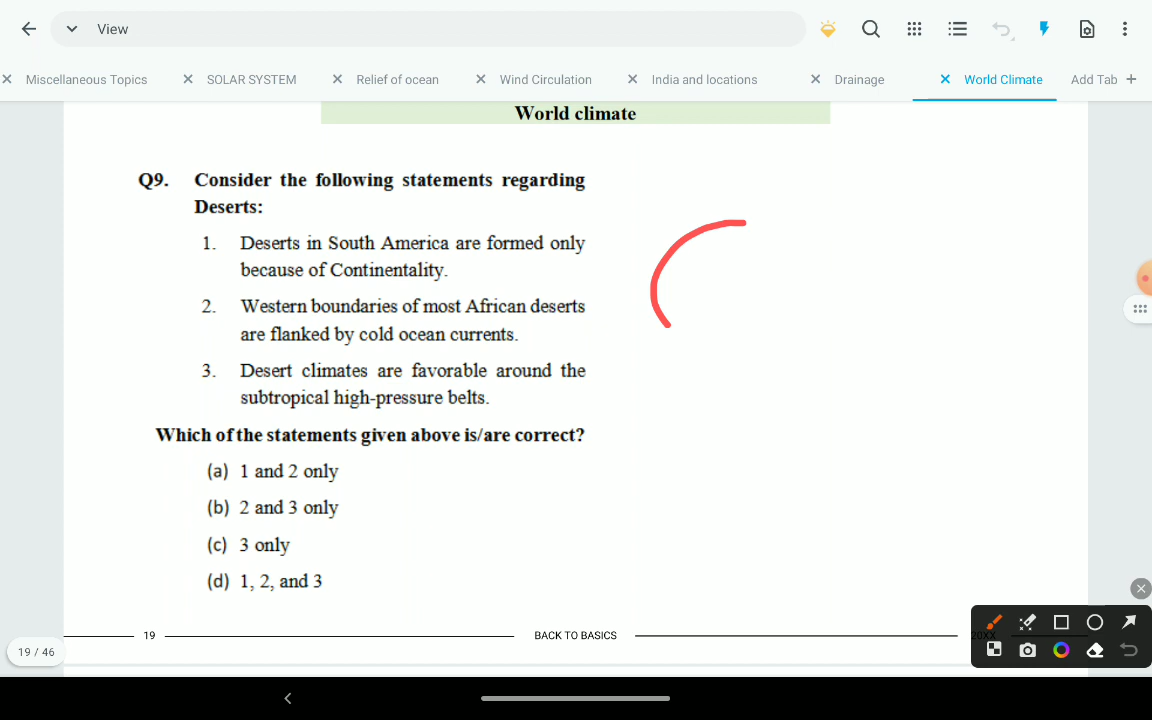 View
Miscellaneous Topics
SOLAR SYSTEM
Relief of ocean
Wind Circulation
India and locations
Drainage
World Climate
Add Tab +
World climate
Q9. Consider the following statements regarding
Deserts:
1. Deserts in South America are formed only
because of Continentality.
2. Western boundaries of most African deserts
are flanked by cold ocean currents.
3. Desert climates are favorable around the
subtropical high-pressure belts.
Which of the statements given above is/are correct?
(a) 1 and 2 only
(b) 2 and 3 only
(c) 3 only
(d) 1, 2, and 3
19
BACK TO BASICS
20XX
19 / 46